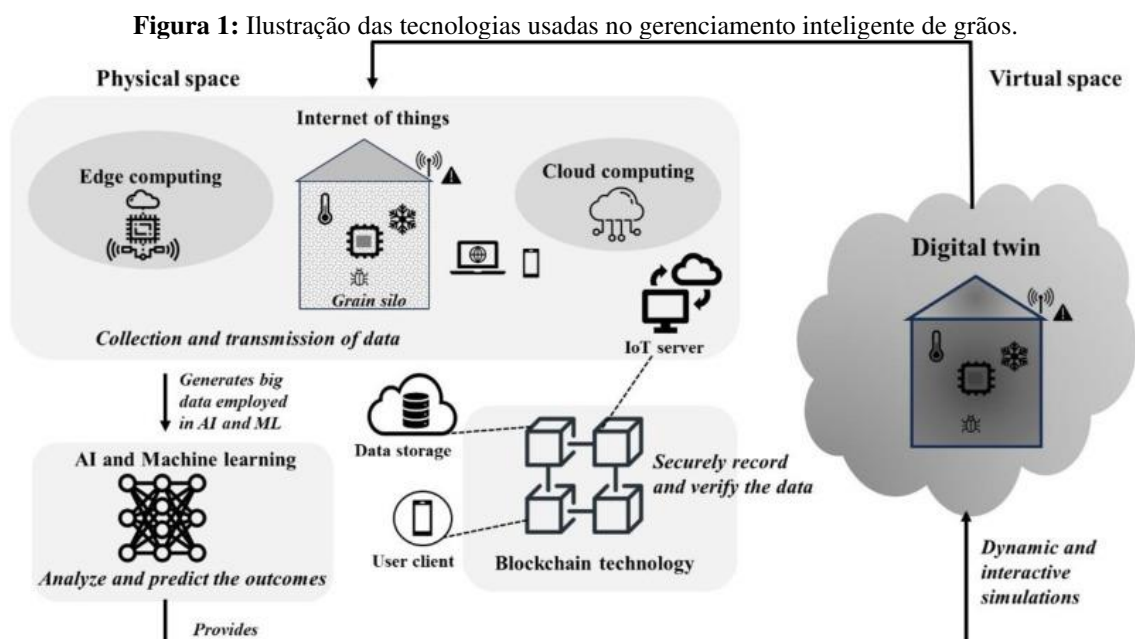 Figura 1: Ilustração das tecnologias usadas no gerenciamento inteligente de grãos.
Physical space
Virtual space
Internet of things
Edge computing
Cloud computing
Grain silo
Collection and transmission of data
IoT server
Digital twin
Generates big
data employed
in AI and ML
Data storage
AI and Machine learning
Analyze and predict the outcomes
Securely record
and verify the data
User client
Blockchain technology
Dynamic and
interactive
simulations
Provides